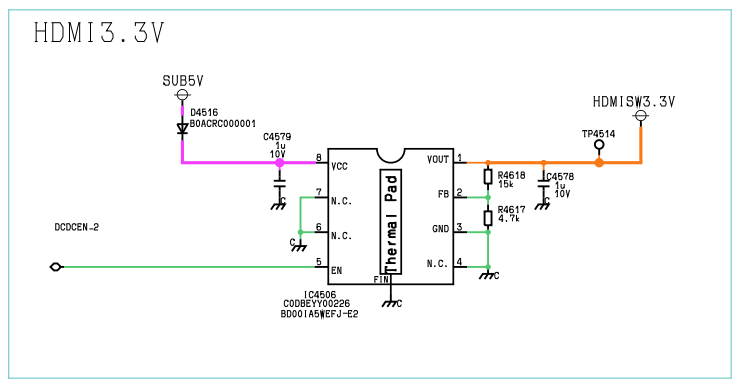 HDMI3.3V
SUB5V
D4516
B0ACRC000001
HDMISW3.3V
TP4514
C4579
1u
10V
8
VCC
VOUT
1
R4618
15k
C4578
1u
10V
C
C
7
N.C.
FB
2
R4617
4.7k
DCDCEN-2
6
N.C.
GND
3
C
5
EN
N.C.
4
C
Thermal Pad
FIN
C
IC4506
C0DBEYY00226
BD00IA5WEFJ-E2